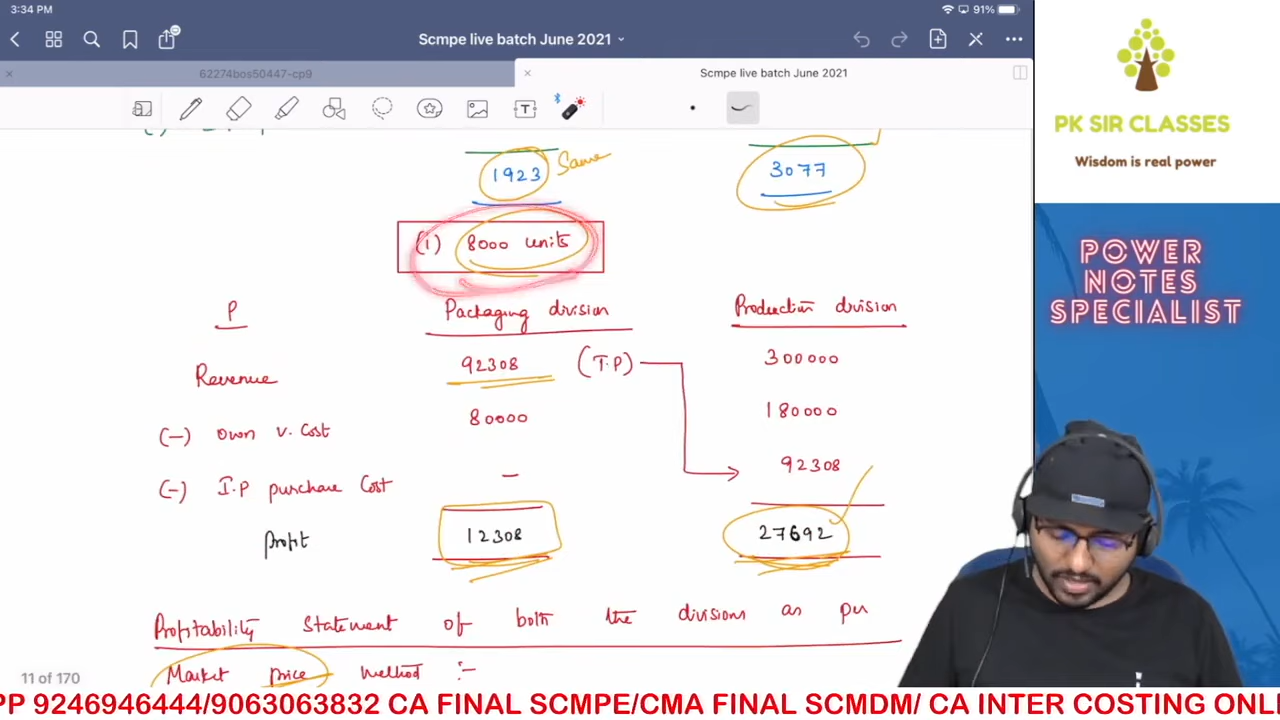 3:34 PM
91%
Scmpe live batch June 2021
62274bos50447-cp9
Scmpe live batch June 2021
T
1923 Same
3077
(1) 8000 units
P Packaging division Production division
Revenue 92308 (T.P) 300000
(-) Own v. Cost 80000 180000
(-) I.P purchase Cost - 92308
Profit 12308 27692
Profitability Statement of both the divisions as per
Market price method :-
11 of 170
PK SIR CLASSES
Wisdom is real power
POWER
NOTES
SPECIALIST
PP 9246946444/9063063832 CA FINAL SCMPE/CMA FINAL SCMDM/ CA INTER COSTING ONL